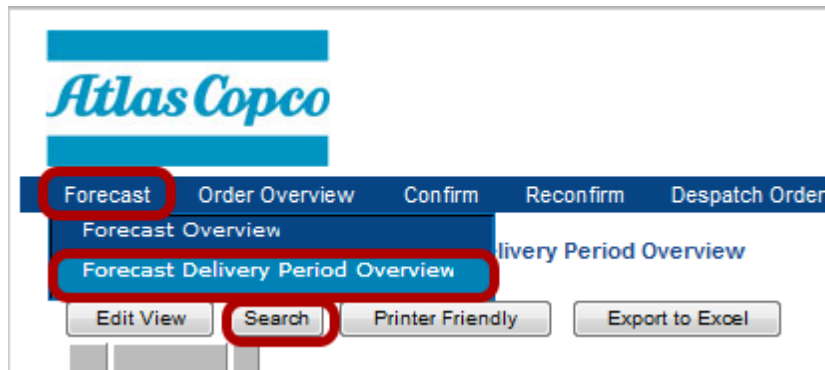 Atlas Copco
Forecast Order Overview Confirm Reconfirm Despatch Order
Forecast Overview
livery Period Overview
Forecast Delivery Period Overview
Edit View Search Printer Friendly Export to Excel